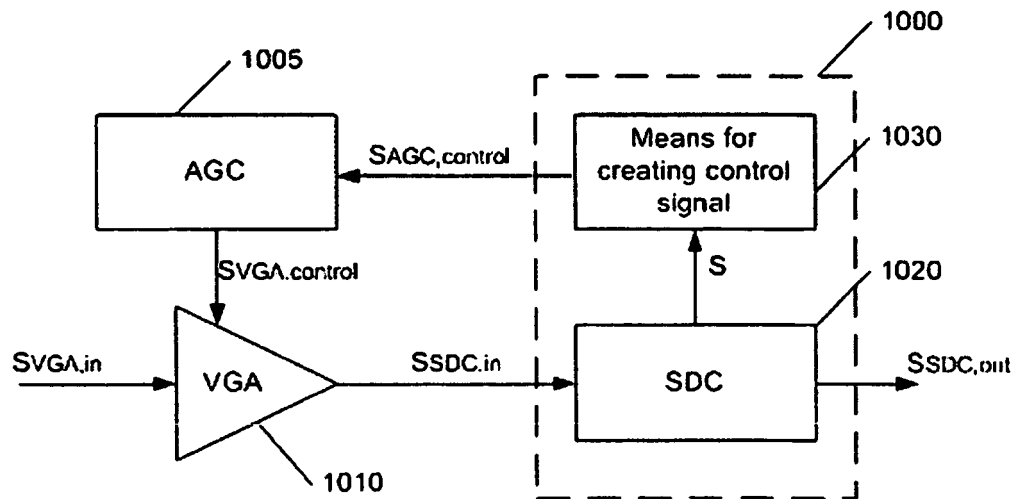 1000
1005
AGC
SAGC,control
Means for
creating control
signal
1030
SVGA.control
S
1020
SVGA.in
VGA
SSDC.in
SDC
SSDC,out
1010